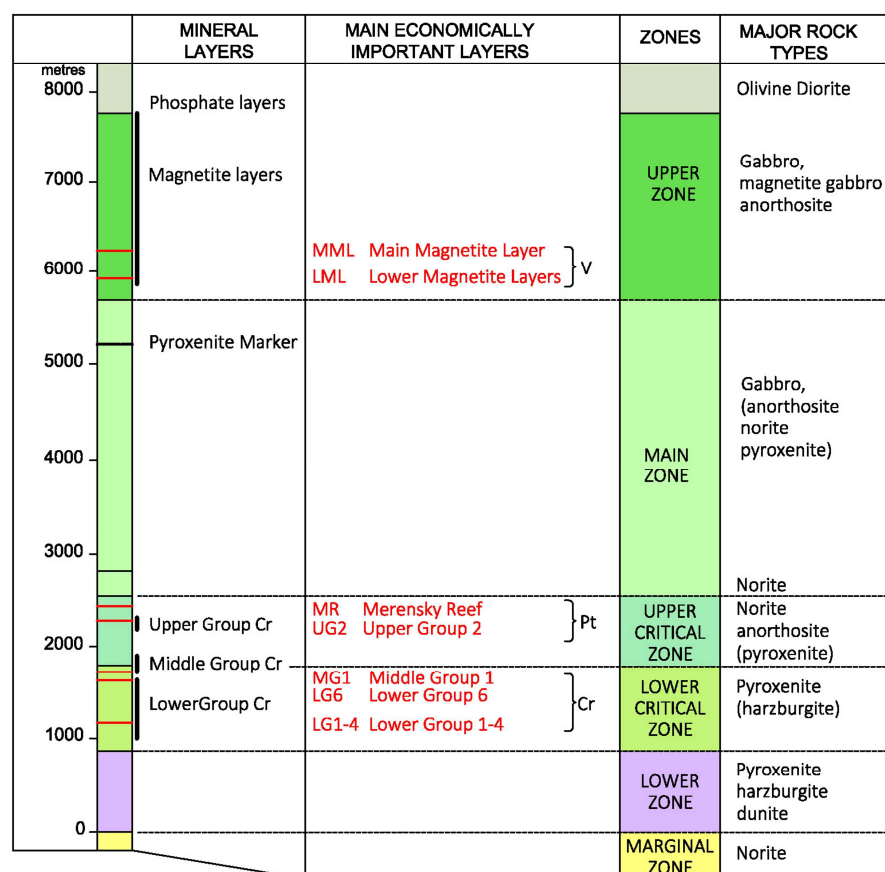 MINERAL
LAYERS
MAIN ECONOMICALLY
IMPORTANT LAYERS
ZONES
MAJOR ROCK
TYPES
metres
8000
7000
6000
5000
4000
3000
2000
1000
0
Phosphate layers
Magnetite layers
Pyroxenite Marker
Upper Group Cr
Middle Group Cr
LowerGroup Cr
MML Main Magnetite Layer
LML Lower Magnetite Layers
V
MR Merensky Reef
UG2 Upper Group 2
Pt
MG1 Middle Group 1
LG6 Lower Group 6
LG1-4 Lower Group 1-4
Cr
UPPER
ZONE
MAIN
ZONE
UPPER
CRITICAL
ZONE
LOWER
CRITICAL
ZONE
LOWER
ZONE
MARGINAL
ZONE
Olivine Diorite
Gabbro,
magnetite gabbro
anorthosite
Gabbro,
(anorthosite
norite
pyroxenite)
Norite
Norite
anorthosite
(pyroxenite)
Pyroxenite
(harzburgite)
Pyroxenite
harzburgite
dunite
Norite